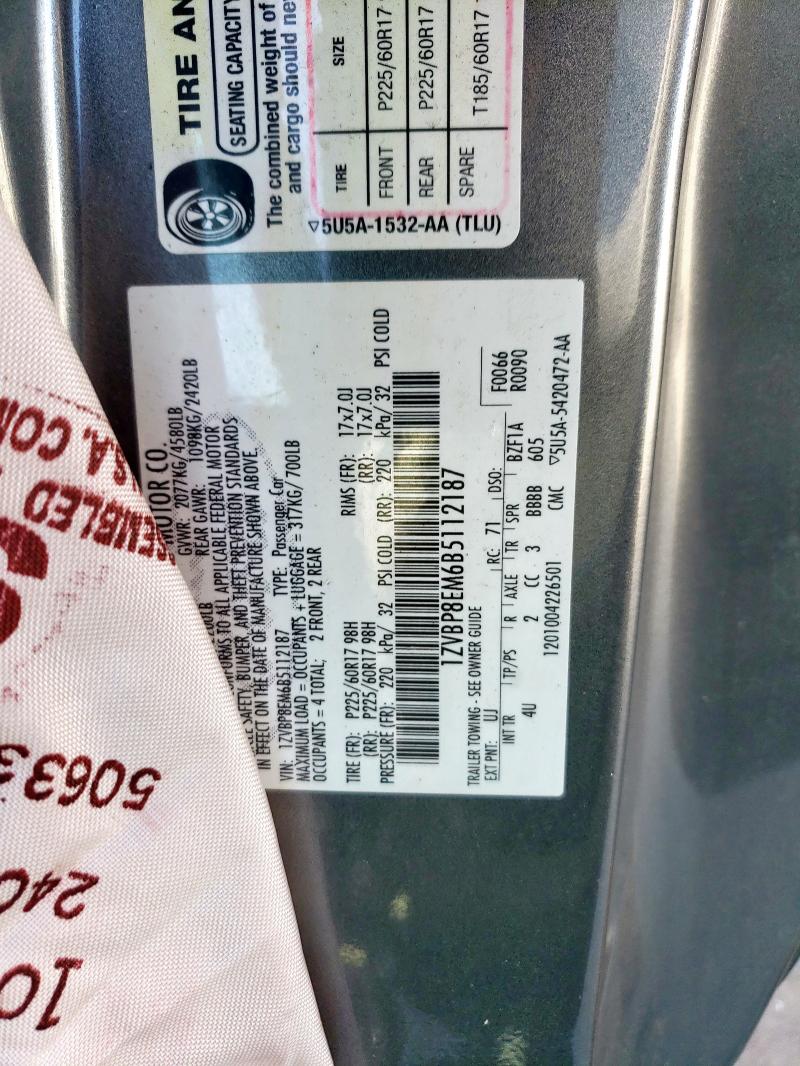 TIRE AN
SEATING CAPACITY
The combined weight of
and cargo should ne
TIRE SIZE
FRONT P225/60R17
REAR P225/60R17
SPARE T185/60R17
▽5U5A-1532-AA (TLU)
MOTOR CO.
GVWR: 2077KG/4580LB
REAR GAWR: 1098KG/2420LB
TO ALL APPLICABLE FEDERAL MOTOR
SAFETY, BUMPER, AND THEFT PREVENTION STANDARDS
IN EFFECT ON THE DATE OF MANUFACTURE SHOWN ABOVE.
VIN: 1ZVBP8EM6B5112187 TYPE: Passenger Car
MAXIMUM LOAD = OCCUPANTS + LUGGAGE = 317KG/ 700LB
OCCUPANTS = 4 TOTAL; 2 FRONT, 2 REAR
TIRE (FR): P225/60R17 98H RIMS (FR): 17x7.0J
(RR): P225/60R17 98H (RR): 17x7.0J
PRESSURE (FR): 220 kPa/ 32 PSI COLD (RR): 220 kPa/ 32 PSI COLD
1ZVBP8EM6B5112187
TRAILER TOWING - SEE OWNER GUIDE
EXT PNT: UJ RC: 71 DSO: F0066
INT TR TP/PS R AXLE TR SPR BZF1A R0090
4U 2 CC 3 BBBB 605
1201004226501 CMC ▽5U5A-5420472-AA
5063
240
10